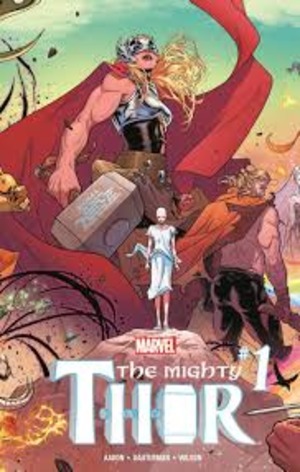 MARVEL
THE MIGHTY
THOR #1
AARON • DAUTERMAN • WILSON